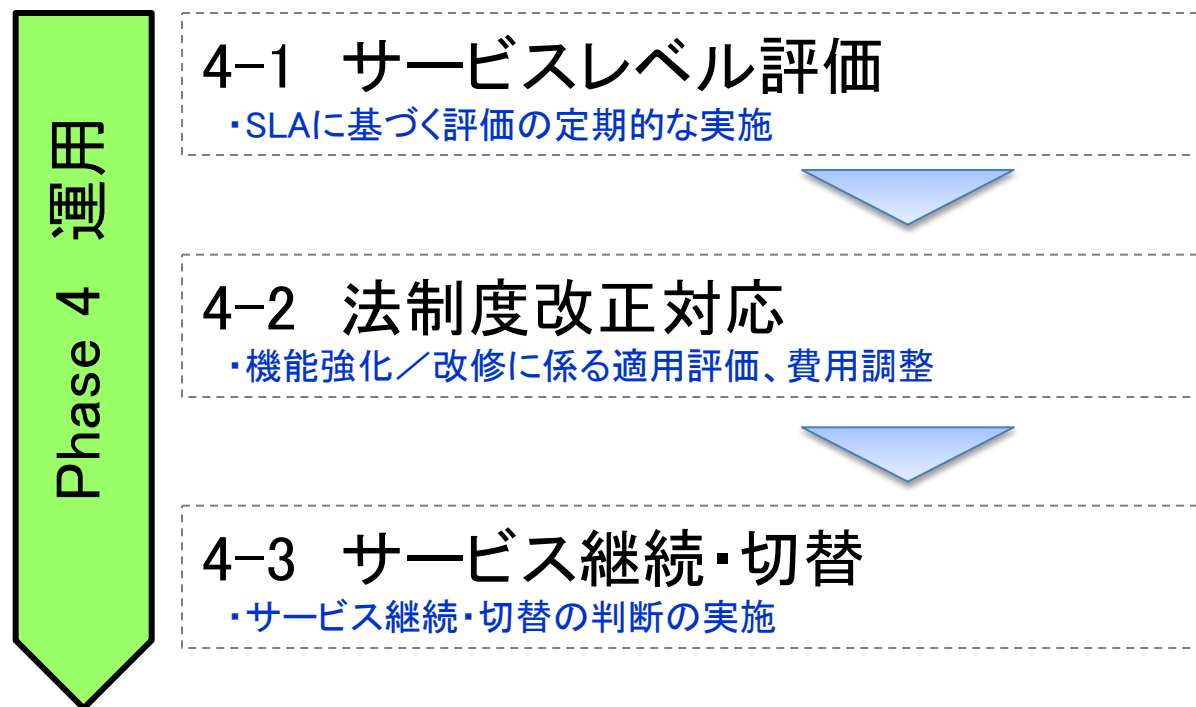 Phase 4 運用
4-1 サービスレベル評価
・SLAに基づく評価の定期的な実施
4-2 法制度改正対応
・機能強化／改修に係る適用評価、費用調整
4-3 サービス継続・切替
・サービス継続・切替の判断の実施